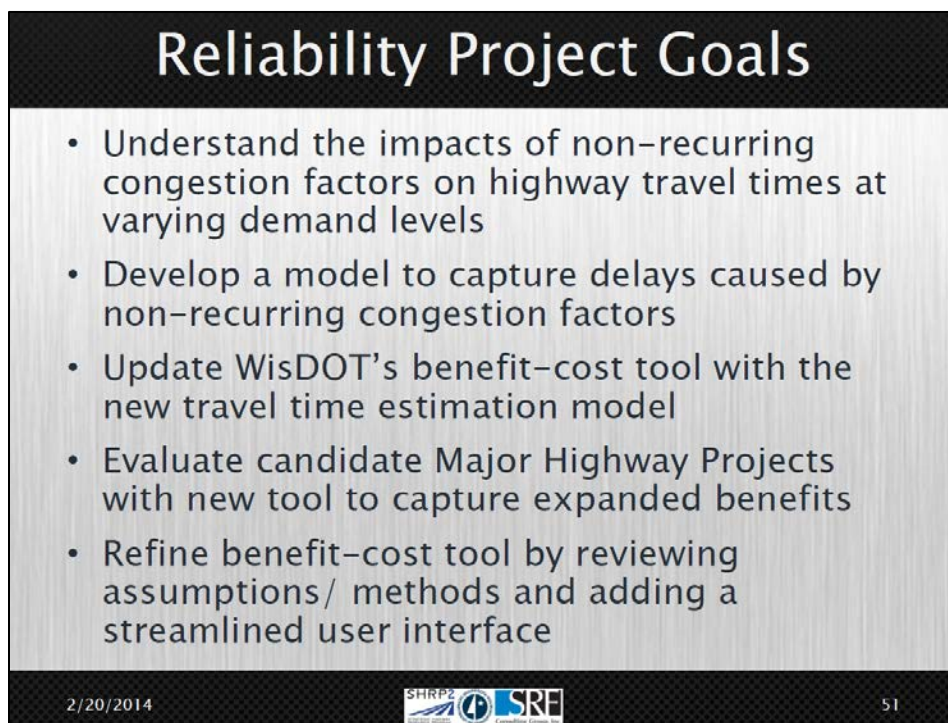 Reliability Project Goals
• Understand the impacts of non-recurring
congestion factors on highway travel times at
varying demand levels
• Develop a model to capture delays caused by
non-recurring congestion factors
• Update WisDOT's benefit-cost tool with the
new travel time estimation model
• Evaluate candidate Major Highway Projects
with new tool to capture expanded benefits
• Refine benefit-cost tool by reviewing
assumptions/ methods and adding a
streamlined user interface
2/20/2014
SHRP2
SRF
Consulting Group, Inc.
51